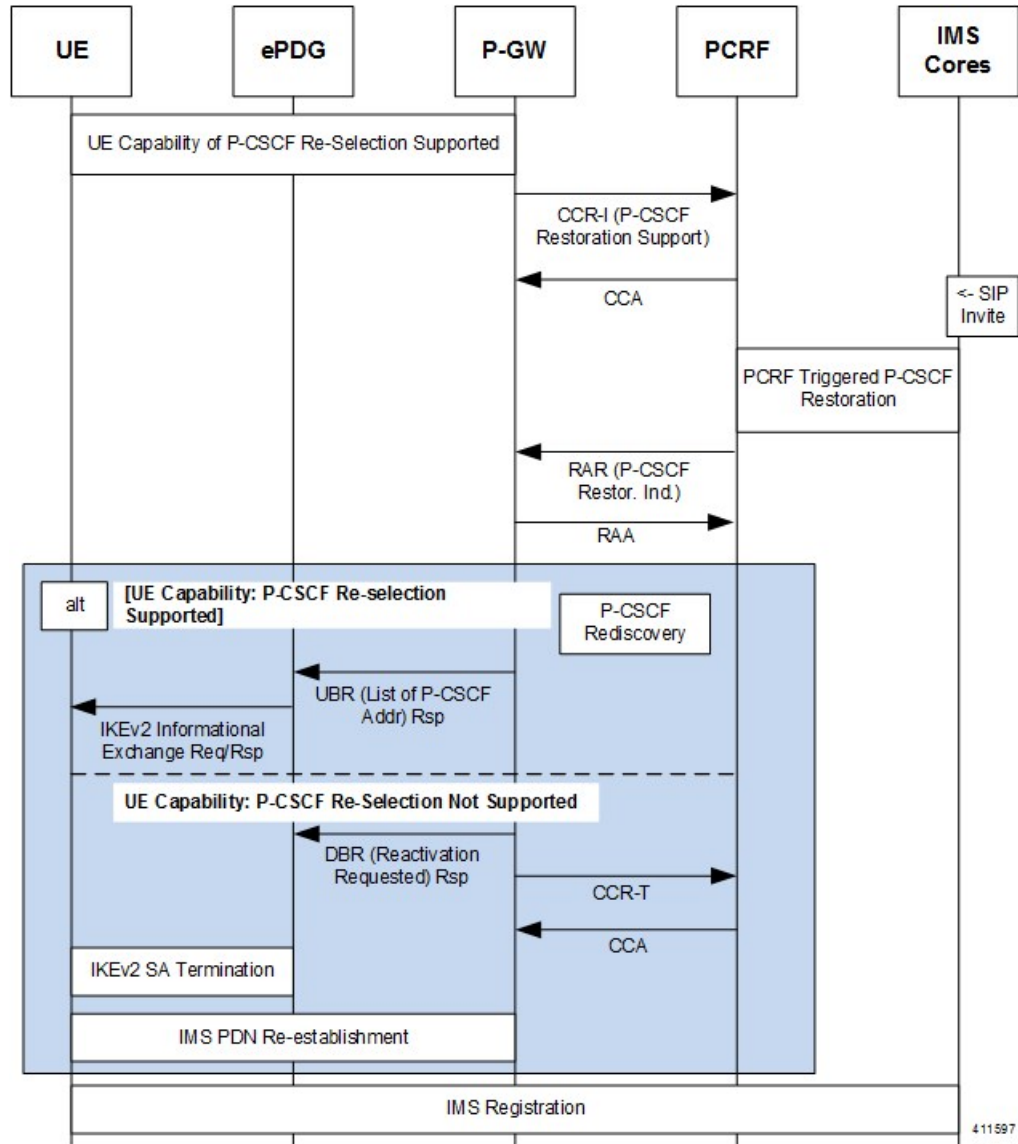 UE
ePDG
P-GW
PCRF
IMS
Cores
UE Capability of P-CSCF Re-Selection Supported
CCR-I (P-CSCF
Restoration Support)
CCA
<- SIP
Invite
PCRF Triggered P-CSCF
Restoration
RAR (P-CSCF
Restor. Ind.)
RAA
alt
[UE Capability: P-CSCF Re-selection
Supported]
P-CSCF
Rediscovery
UBR (List of P-CSCF
Addr) Rsp
IKEv2 Informational
Exchange Req/Rsp
UE Capability: P-CSCF Re-Selection Not Supported
DBR (Reactivation
Requested) Rsp
CCR-T
CCA
IKEv2 SA Termination
IMS PDN Re-establishment
IMS Registration
411597